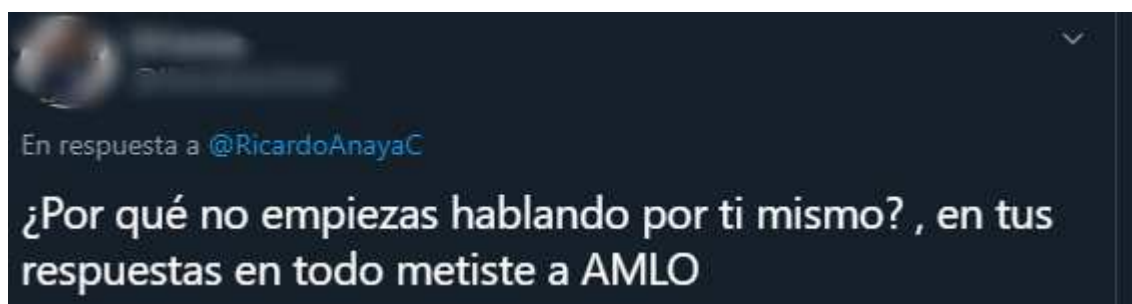 En respuesta a @RicardoAnayaC
¿Por qué no empiezas hablando por ti mismo? , en tus
respuestas en todo metiste a AMLO